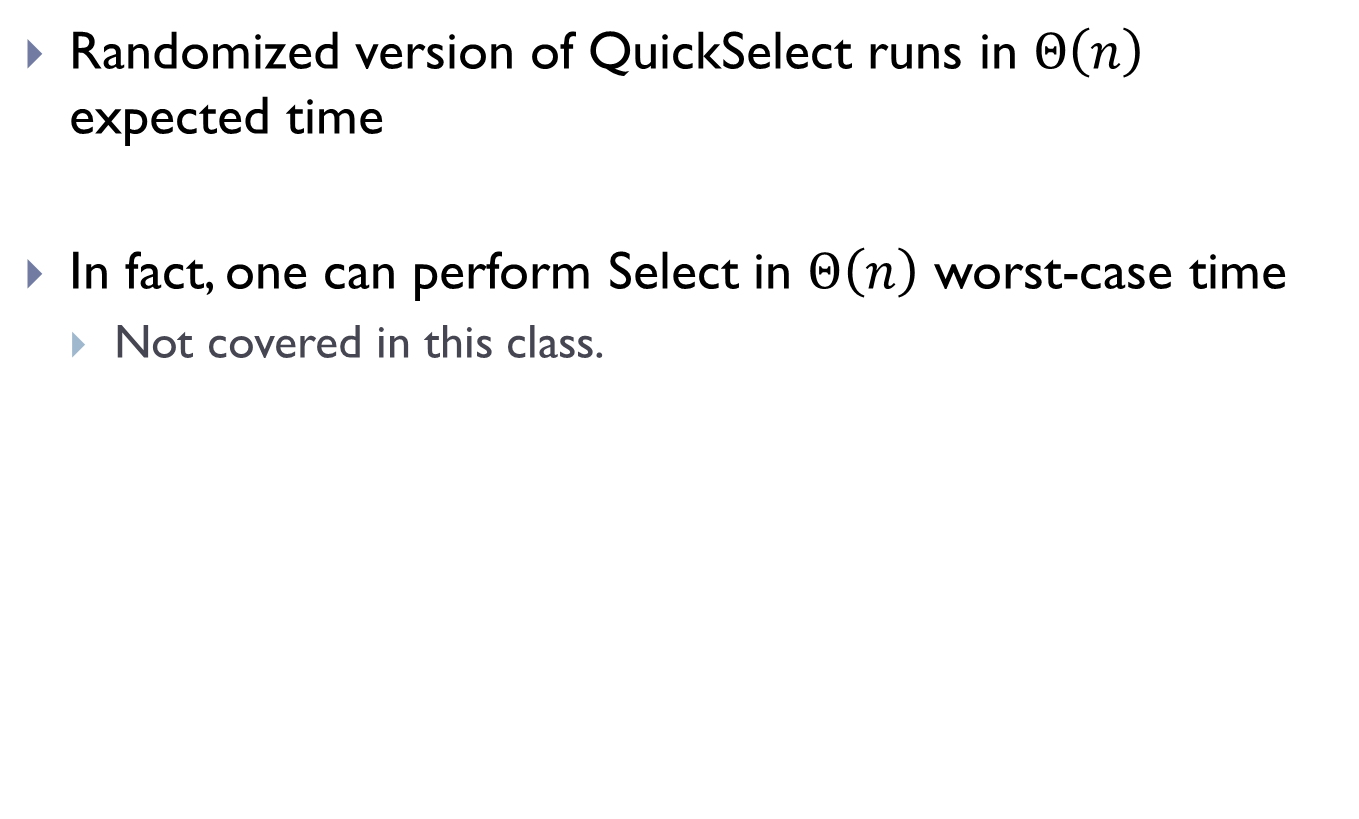 Randomized version of QuickSelect runs in Θ(n)
expected time
In fact, one can perform Select in Θ(n) worst-case time
Not covered in this class.